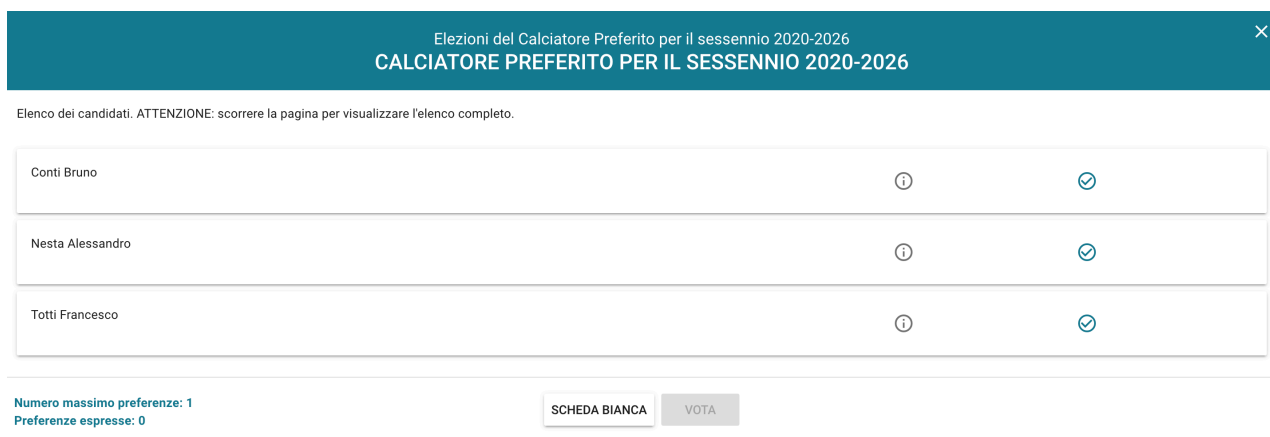 Elezioni del Calciatore Preferito per il sessennio 2020-2026
CALCIATORE PREFERITO PER IL SESSENNIO 2020-2026
Elenco dei candidati. ATTENZIONE: scorrere la pagina per visualizzare l'elenco completo.
Conti Bruno
Nesta Alessandro
Totti Francesco
Numero massimo preferenze: 1
Preferenze espresse: 0
SCHEDA BIANCA VOTA